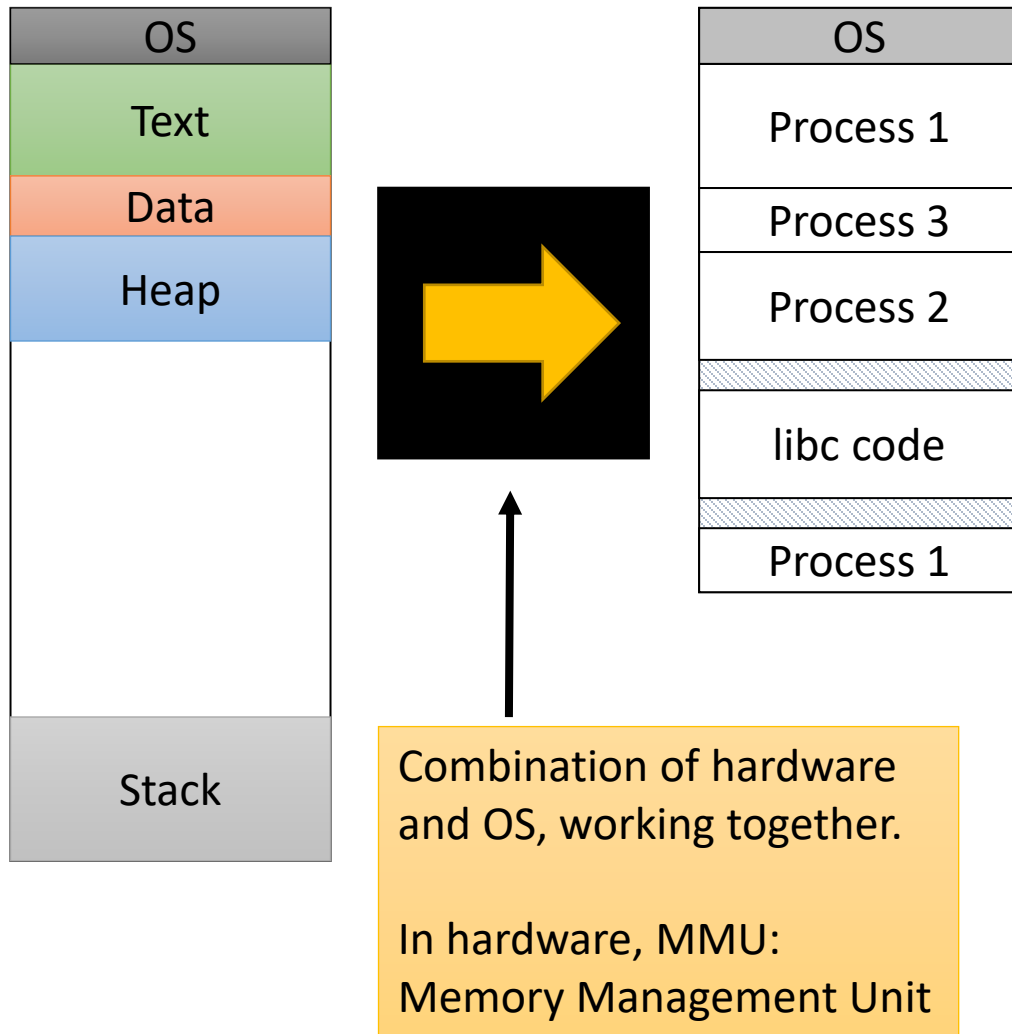 OS
Text
Data
Heap
Stack
OS
Process 1
Process 3
Process 2
libc code
Process 1
Combination of hardware
and OS, working together.
In hardware, MMU:
Memory Management Unit